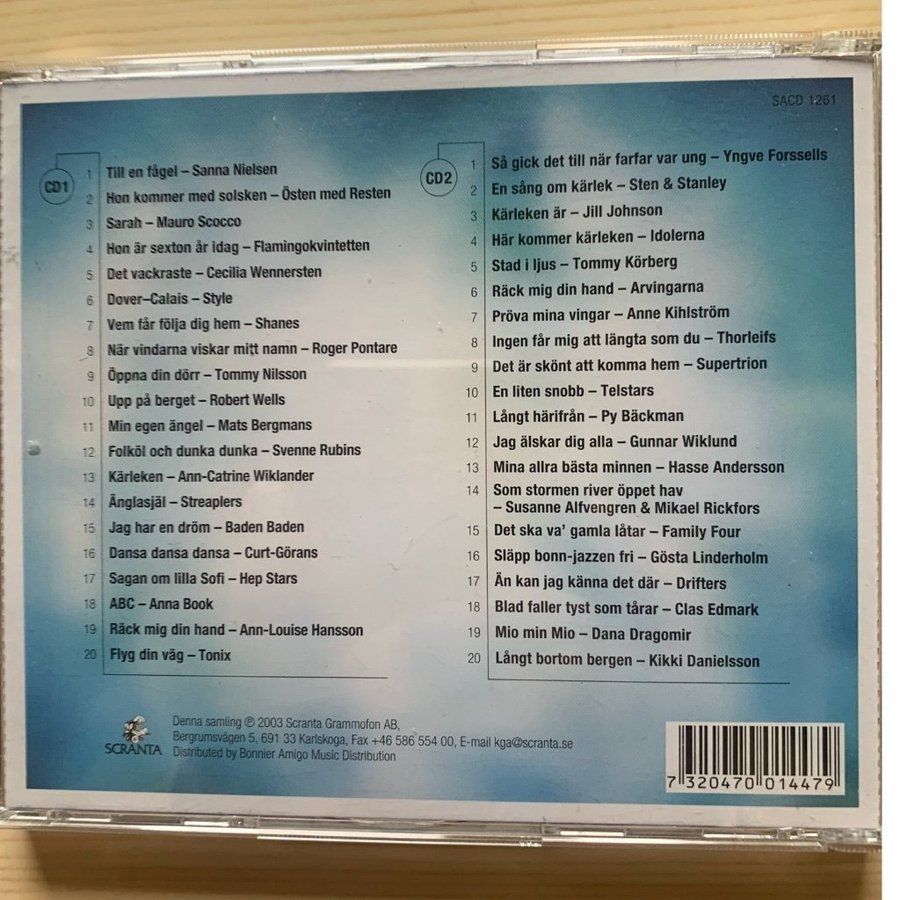 SACD 1261
CD1
1 Till en fågel – Sanna Nielsen
2 Hon kommer med solsken – Östen med Resten
3 Sarah – Mauro Scocco
4 Hon är sexton år idag – Flamingokvintetten
5 Det vackraste – Cecilia Wennersten
6 Dover–Calais – Style
7 Vem får följa dig hem – Shanes
8 När vindarna viskar mitt namn – Roger Pontare
9 Öppna din dörr – Tommy Nilsson
10 Upp på berget – Robert Wells
11 Min egen ängel – Mats Bergmans
12 Folköl och dunka dunka – Svenne Rubins
13 Kärleken – Ann-Catrine Wiklander
14 Änglasjäl – Streaplers
15 Jag har en dröm – Baden Baden
16 Dansa dansa dansa – Curt-Görans
17 Sagan om lilla Sofi – Hep Stars
18 ABC – Anna Book
19 Räck mig din hand – Ann-Louise Hansson
20 Flyg din väg – Tonix
CD2
1 Så gick det till när farfar var ung – Yngve Forssells
2 En sång om kärlek – Sten & Stanley
3 Kärleken är – Jill Johnson
4 Här kommer kärleken – Idolerna
5 Stad i ljus – Tommy Körberg
6 Räck mig din hand – Arvingarna
7 Pröva mina vingar – Anne Kihlström
8 Ingen får mig att längta som du – Thorleifs
9 Det är skönt att komma hem – Supertrion
10 En liten snobb – Telstars
11 Långt härifrån – Py Bäckman
12 Jag älskar dig alla – Gunnar Wiklund
13 Mina allra bästa minnen – Hasse Andersson
14 Som stormen river öppet hav
– Susanne Alfvengren & Mikael Rickfors
15 Det ska va' gamla låtar – Family Four
16 Släpp bonn-jazzen fri – Gösta Linderholm
17 Än kan jag känna det där – Drifters
18 Blad faller tyst som tårar – Clas Edmark
19 Mio min Mio – Dana Dragomir
20 Långt bortom bergen – Kikki Danielsson
SCRANTA
Denna samling ℗ 2003 Scranta Grammofon AB,
Bergrumsvägen 5, 691 33 Karlskoga, Fax +46 586 554 00, E-mail kga@scranta.se
Distributed by Bonnier Amigo Music Distribution
7 320470 014479